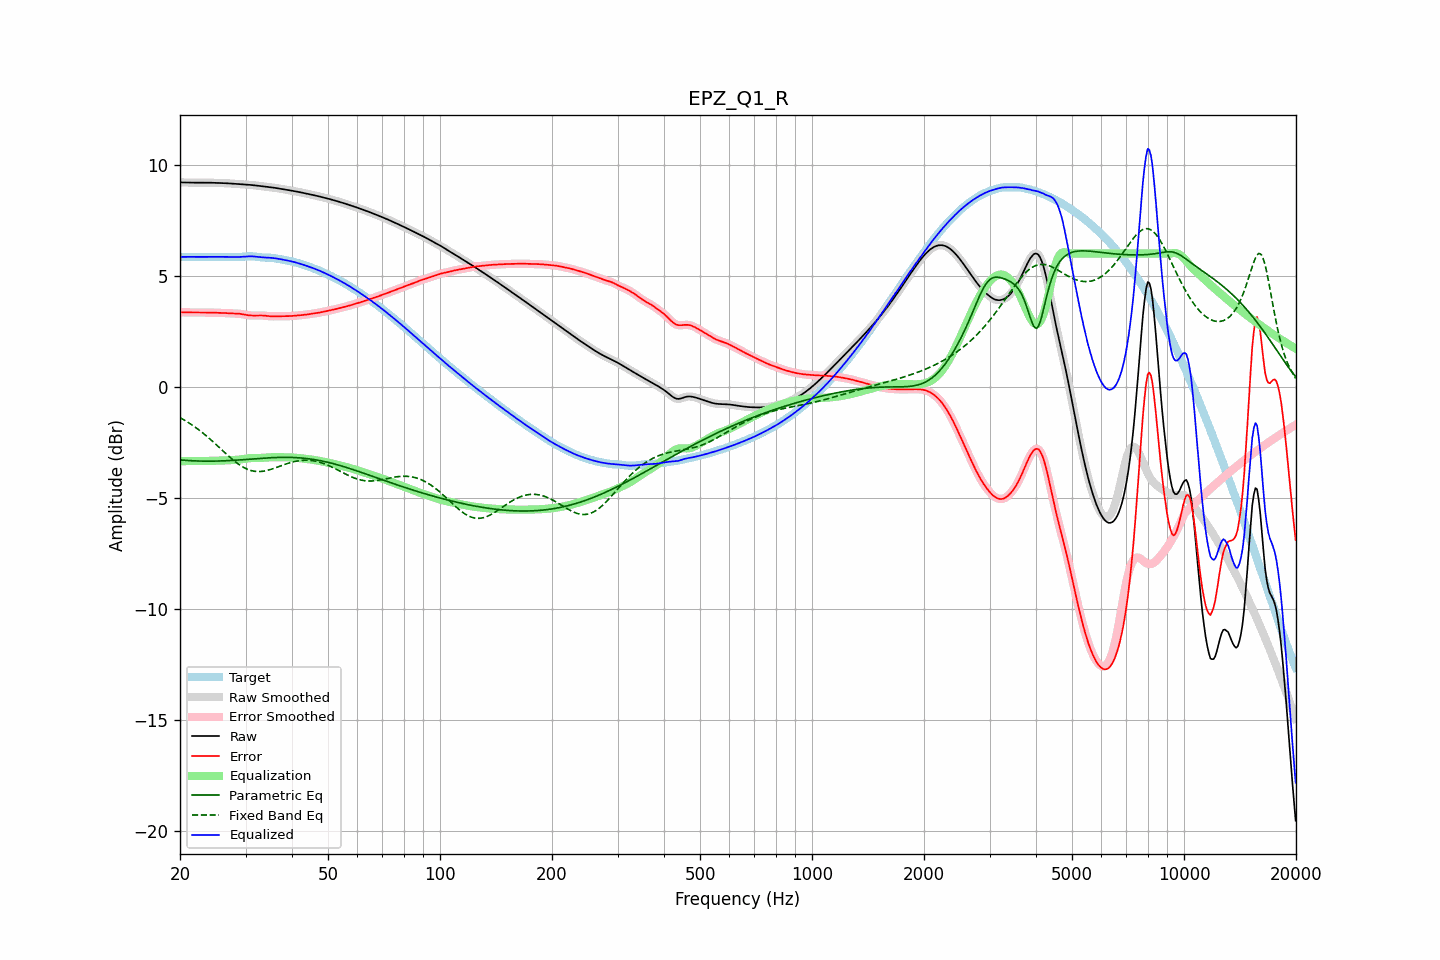 EPZ_Q1_R
Amplitude (dBr)
10
5
0
−5
−10
−15
−20
Target
Raw Smoothed
Error Smoothed
Raw
Error
Equalization
Parametric Eq
Fixed Band Eq
Equalized
20 50 100 200 500 1000 2000 5000 10000 20000
Frequency (Hz)